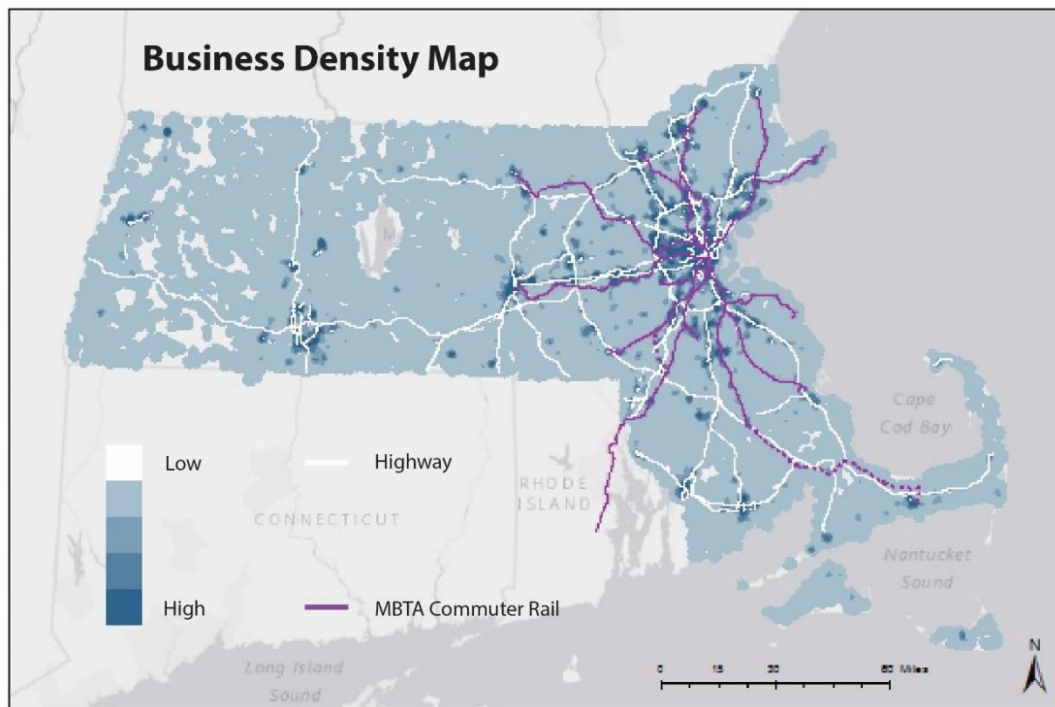 Business Density Map
Cape
Cod Bay
Low
Highway
RHODE
ISLAND
CONNECTICUT
Nantucket
Sound
High
MBTA Commuter Rail
Long Island
Sound
N
0 15 30 60 Miles